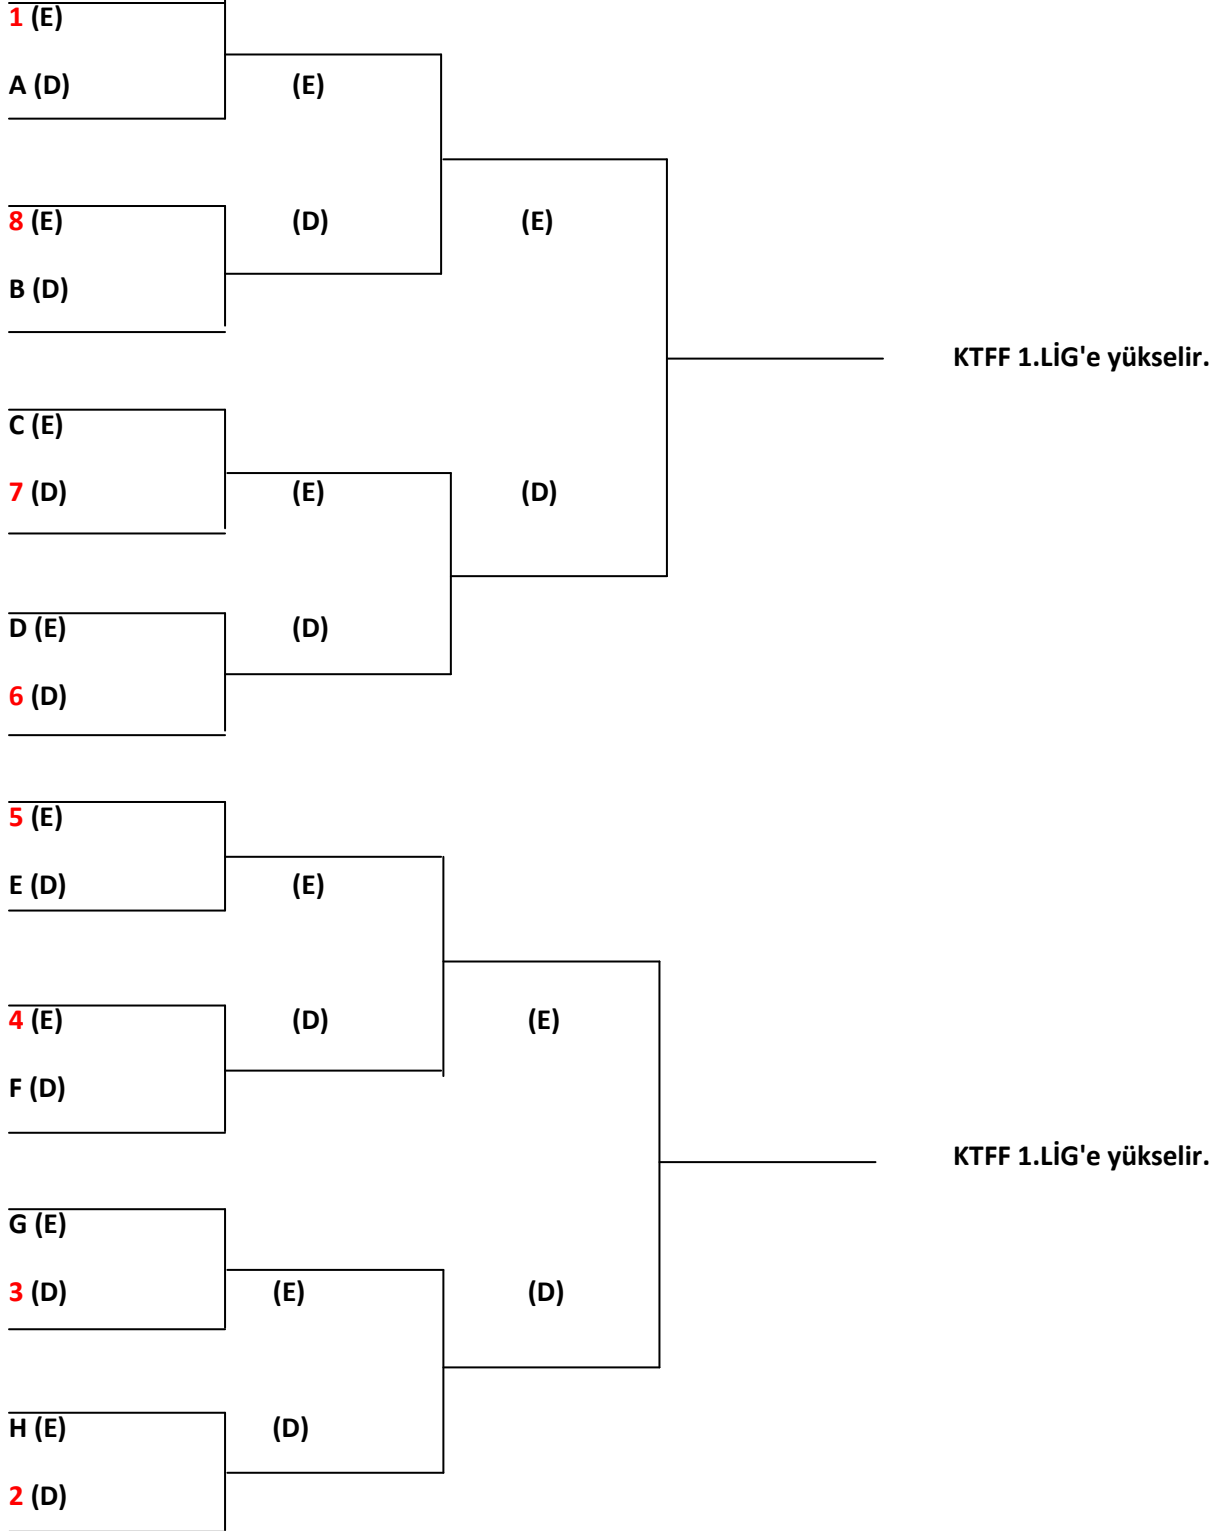 1 (E)
A (D) (E)
8 (E) (D) (E)
B (D)
KTFF 1.LİG'e yükselir.
C (E)
7 (D) (E) (D)
D (E) (D)
6 (D)
5 (E)
E (D) (E)
4 (E) (D) (E)
F (D)
KTFF 1.LİG'e yükselir.
G (E)
3 (D) (E) (D)
H (E) (D)
2 (D)